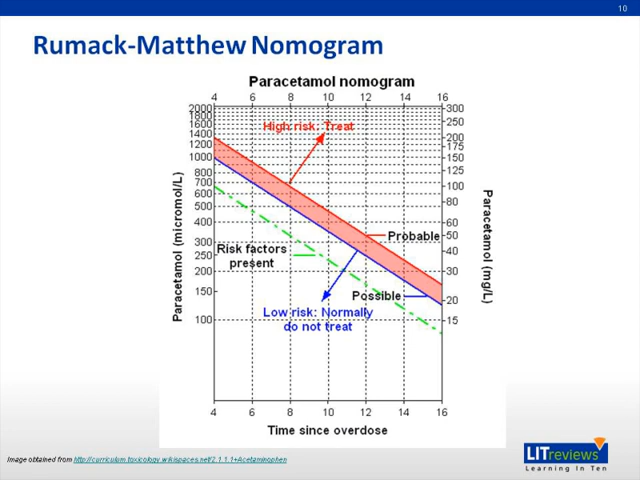 10
Rumack-Matthew Nomogram
Paracetamol nomogram
4 6 8 10 12 14 16
2000
1800
1600
1400
1200
1000
800
700
600
500
400
300
250
200
150
100
Paracetamol (micromol/L)
High risk: Treat
Probable
Risk factors
present
Possible
Low risk: Normally
do not treat
300
250
200
175
150
125
100
80
60
50
40
30
20
15
Paracetamol (mg/L)
4 6 8 10 12 14 16
Time since overdose
Image obtained from http://curriculum.toxicology.wikispaces.net/2.1.1.1+Acetaminophen
LITreviews
Learning In Ten